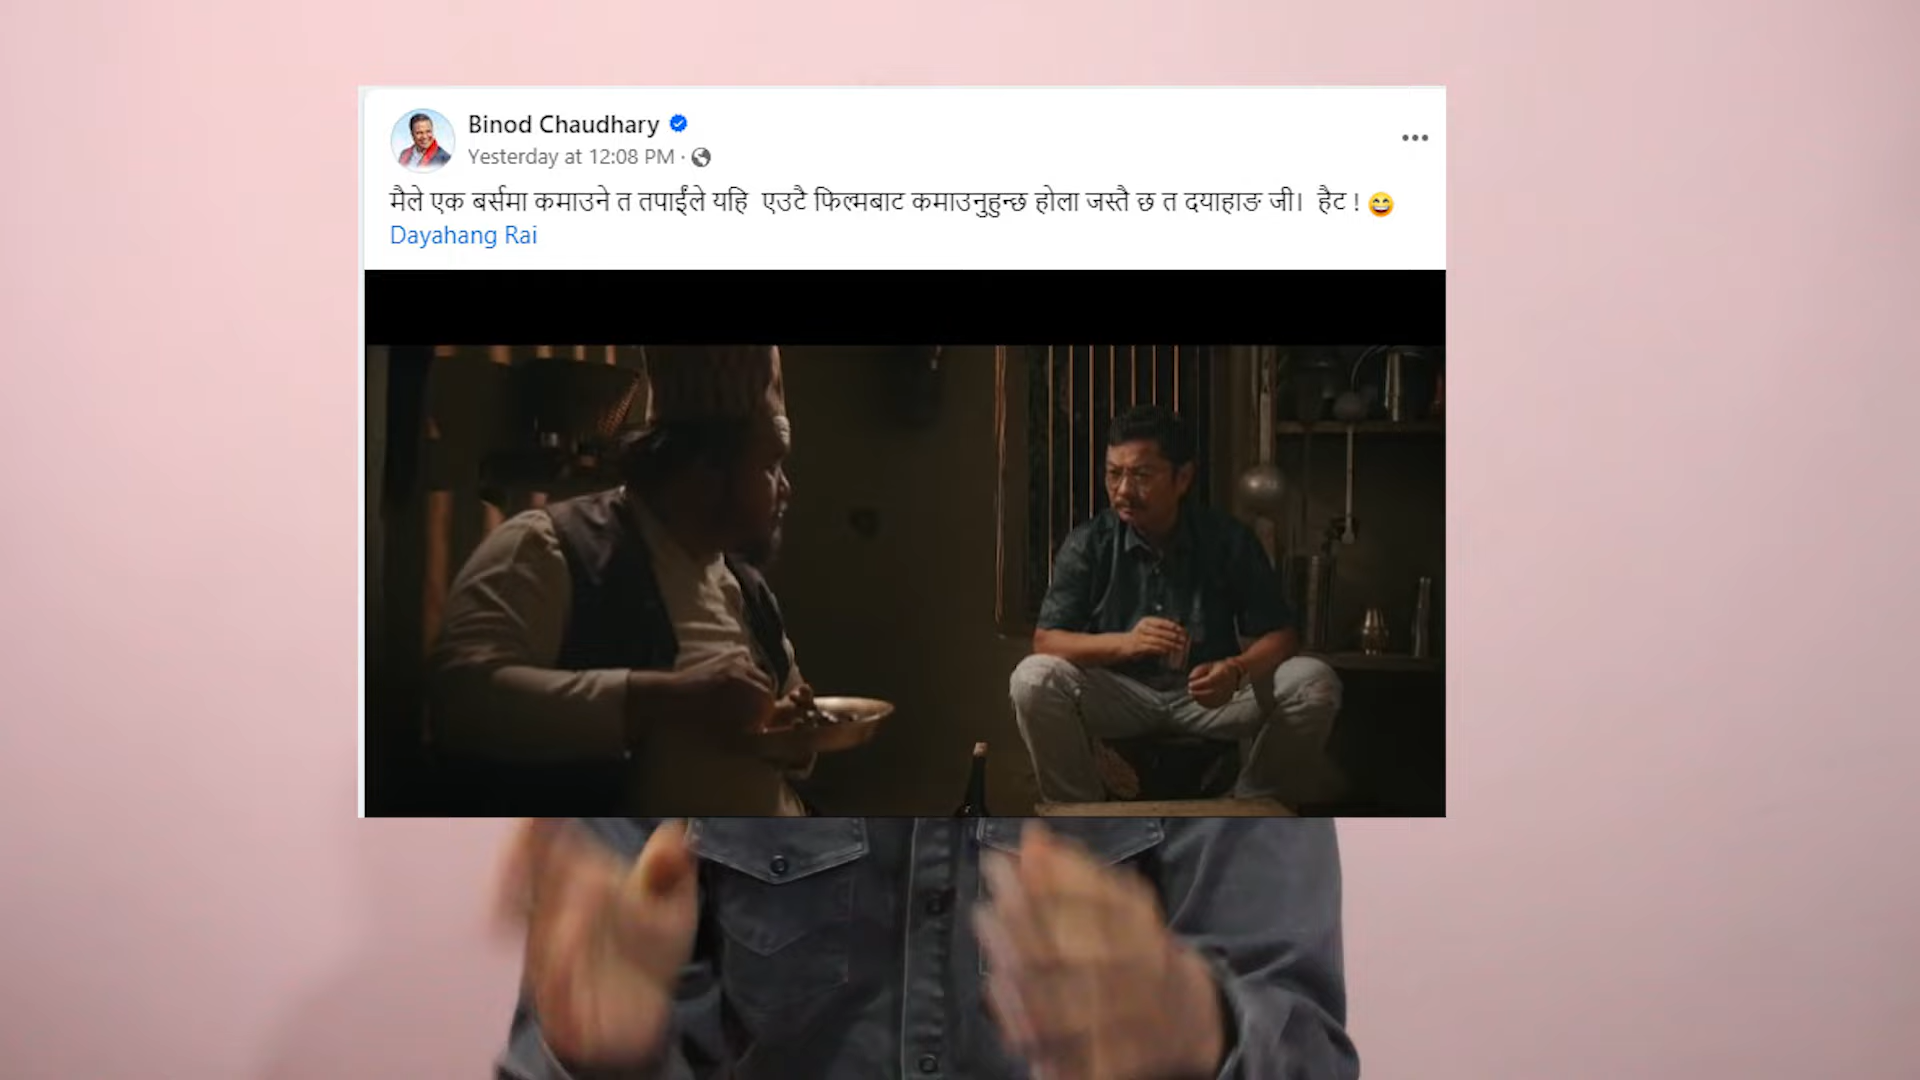 Binod Chaudhary
Yesterday at 12:08 PM ·
मैले एक बर्समा कमाउने त तपाईंले यहि एउटै फिल्मबाट कमाउनुहुन्छ होला जस्तै छ त दयाहाङ जी। हैट ! 😄
Dayahang Rai